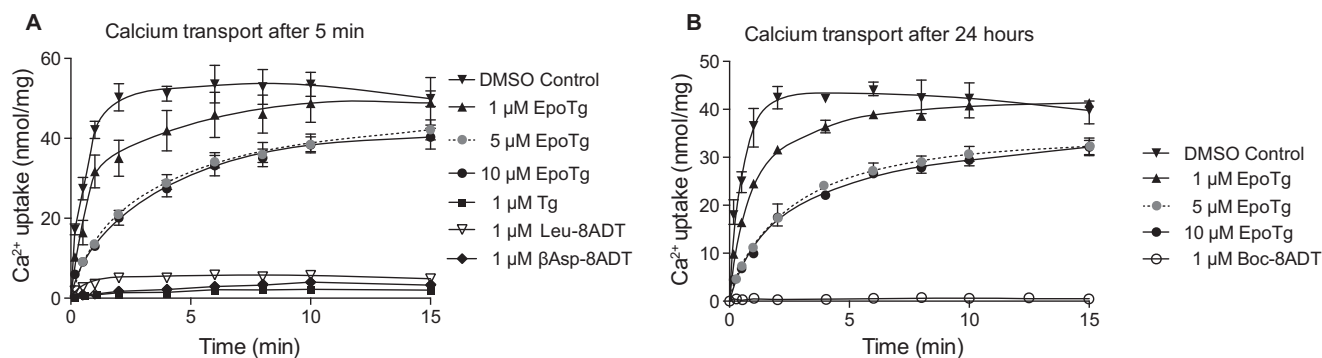 A
Calcium transport after 5 min
Ca²⁺ uptake (nmol/mg)
60
40
20
0
0
5
10
15
Time (min)
DMSO Control
1 µM EpoTg
5 µM EpoTg
10 µM EpoTg
1 µM Tg
1 µM Leu-8ADT
1 µM βAsp-8ADT
B
Calcium transport after 24 hours
Ca²⁺ uptake (nmol/mg)
50
40
30
20
10
0
0
5
10
15
Time (min)
DMSO Control
1 µM EpoTg
5 µM EpoTg
10 µM EpoTg
1 µM Boc-8ADT